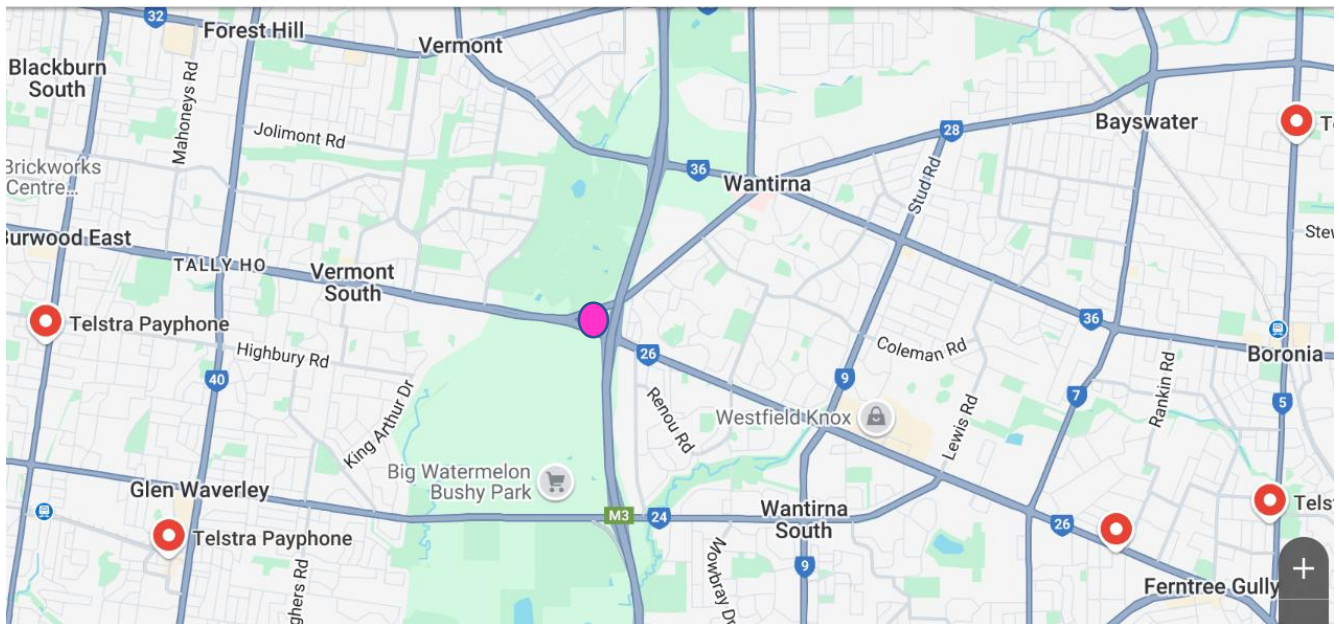 32
Forest Hill
Vermont
Blackburn
South
Mahoneys Rd
Jolimont Rd
28
Bayswater
Brickworks
Centre...
36
Wantirna
Stud Rd
Burwood East
TALLY HO
Vermont
South
Telstra Payphone
Highbury Rd
26
Coleman Rd
36
Boronia
40
King Arthur Dr
Renou Rd
9
7
Rankin Rd
5
Westfield Knox
Lewis Rd
Big Watermelon
Bushy Park
Glen Waverley
M3
24
Wantirna
South
Telstra Payphone
Mowbray Dr
9
26
Ferntree Gully
+